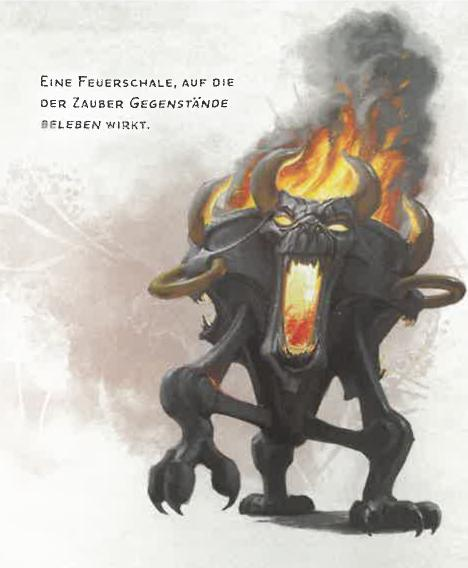 Eine Feuerschale, auf die
der Zauber Gegenstände
beleben wirkt.